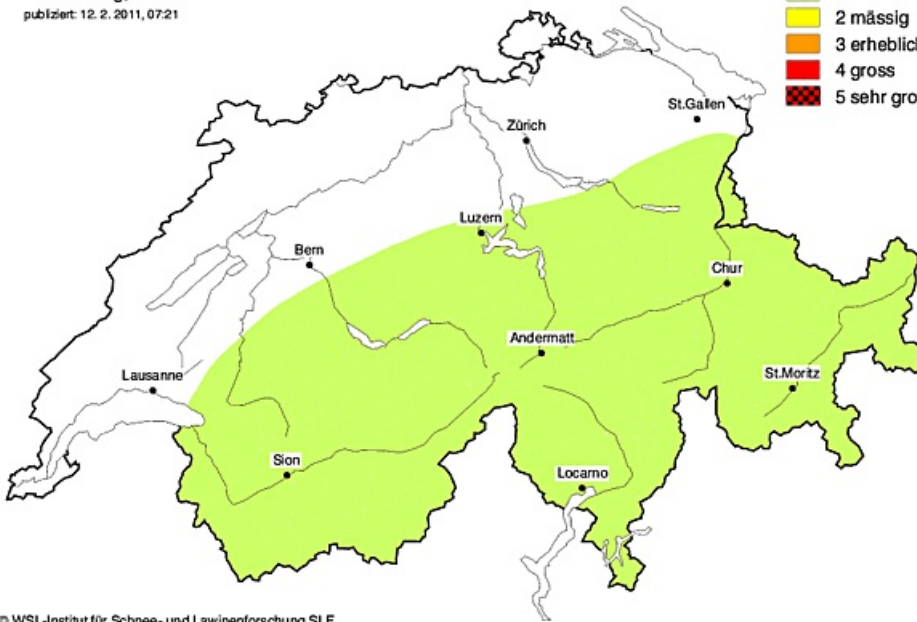 publiziert: 12. 2. 2011, 07:21
2 mässig
3 erheblich
4 gross
5 sehr gro
St.Gallen
Zürich
Luzern
Bern
Chur
Andermatt
Lausanne
St.Moritz
Sion
Locarno
© WSL-Institut für Schnee- und Lawinenforschung SLF